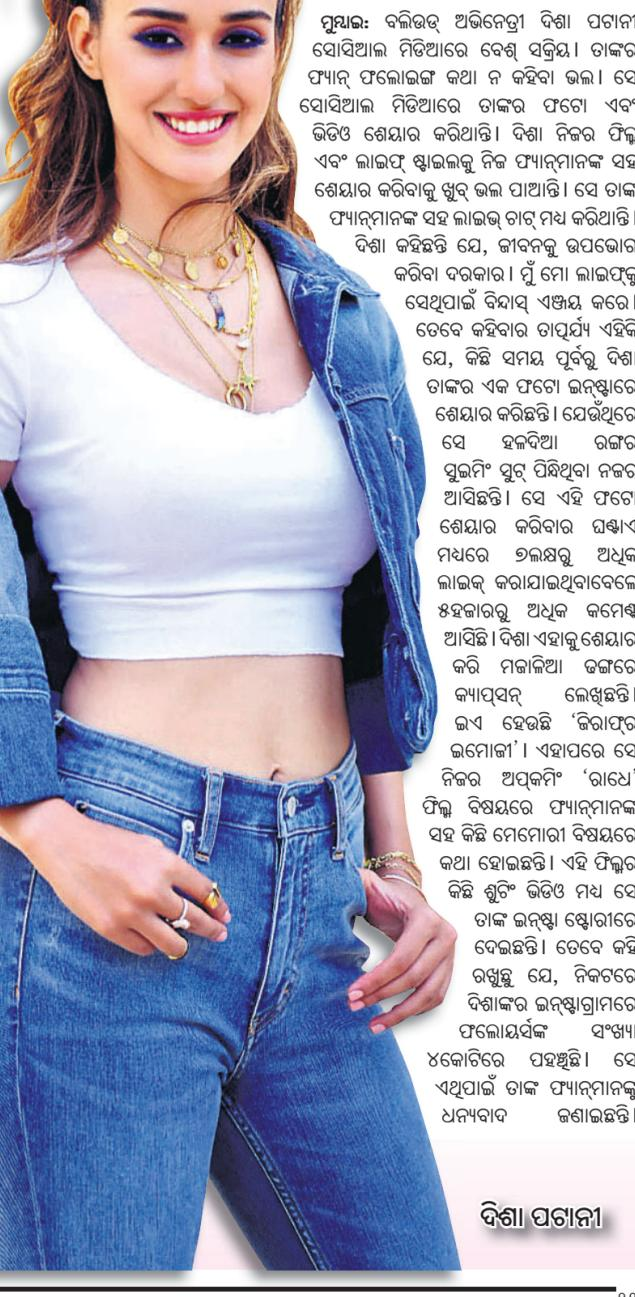 ମୁମ୍ବାଇ: ବଲିଉଡ୍ ଅଭିନେତ୍ରୀ ଦିଶା ପଟାନୀ
ସୋସିଆଲ ମିଡିଆରେ ବେଶ୍ ସକ୍ରିୟ। ତାଙ୍କର
ଫ୍ୟାନ୍ ଫଲୋଇଙ୍ଗ କଥା ନ କହିବା ଭଲ। ସେ
ସୋସିଆଲ ମିଡିଆରେ ତାଙ୍କର ଫଟୋ ଏବଂ
ଭିଡିଓ ଶେୟାର କରିଥାନ୍ତି। ଦିଶା ନିଜର ଫିଲ୍ମ
ଏବଂ ଲାଇଫ୍ ଷ୍ଟାଇଲକୁ ନିଜ ଫ୍ୟାନ୍‌ମାନଙ୍କ ସହ
ଶେୟାର କରିବାକୁ ଖୁବ୍ ଭଲ ପାଆନ୍ତି। ସେ ତାଙ୍କ
ଫ୍ୟାନ୍‌ମାନଙ୍କ ସହ ଲାଇଭ୍ ଚାଟ୍ ମଧ୍ୟ କରିଥାନ୍ତି।
ଦିଶା କହିଛନ୍ତି ଯେ, ଜୀବନକୁ ଉପଭୋଗ
କରିବା ଦରକାର। ମୁଁ ମୋ ଲାଇଫ୍‌କୁ
ସେଥିପାଇଁ ବିନ୍ଦାସ୍ ଏଞ୍ଜୟ କରେ।
ତେବେ କହିବାର ତାତ୍ପର୍ଯ୍ୟ ଏହିକି
ଯେ, କିଛି ସମୟ ପୂର୍ବରୁ ଦିଶା
ତାଙ୍କର ଏକ ଫଟୋ ଇନ୍‌ଷ୍ଟାରେ
ଶେୟାର କରିଛନ୍ତି। ଯେଉଁଥିରେ
ସେ ହଳଦିଆ ରଙ୍ଗର
ସୁଇମିଂ ସୁଟ୍ ପିନ୍ଧିଥିବା ନଜର
ଆସିଛନ୍ତି। ସେ ଏହି ଫଟୋ
ଶେୟାର କରିବାର ଘଣ୍ଟାଏ
ମଧ୍ୟରେ ୭ଲକ୍ଷରୁ ଅଧିକ
ଲାଇକ୍ କରାଯାଇଥିବାବେଳେ
୫ହଜାରରୁ ଅଧିକ କମେଣ୍ଟ
ଆସିଛି। ଦିଶା ଏହାକୁ ଶେୟାର
କରି ମଜାଳିଆ ଢଙ୍ଗରେ
କ୍ୟାପ୍‌ସନ୍ ଲେଖିଛନ୍ତି।
ଇଏ ହେଉଛି ‘ଜିରାଫ୍‌ର
ଇମୋଜୀ’। ଏହାପରେ ସେ
ନିଜର ଅପ୍‌କମିଂ ‘ରାଧେ’
ଫିଲ୍ମ ବିଷୟରେ ଫ୍ୟାନ୍‌ମାନଙ୍କ
ସହ କିଛି ମେମୋରୀ ବିଷୟରେ
କଥା ହୋଇଛନ୍ତି। ଏହି ଫିଲ୍ମର
କିଛି ଶୁଟିଂ ଭିଡିଓ ମଧ୍ୟ ସେ
ତାଙ୍କ ଇନ୍‌ଷ୍ଟା ଷ୍ଟୋରୀରେ
ଦେଇଛନ୍ତି। ତେବେ କହି
ରଖୁଛୁ ଯେ, ନିକଟରେ
ଦିଶାଙ୍କର ଇନ୍‌ଷ୍ଟାଗ୍ରାମରେ
ଫଲୋୟର୍ସଙ୍କ ସଂଖ୍ୟା
୪କୋଟିରେ ପହଞ୍ଚିଛି। ସେ
ଏଥିପାଇଁ ତାଙ୍କ ଫ୍ୟାନ୍‌ମାନଙ୍କୁ
ଧନ୍ୟବାଦ ଜଣାଇଛନ୍ତି।
ଦିଶା ପଟାନୀ